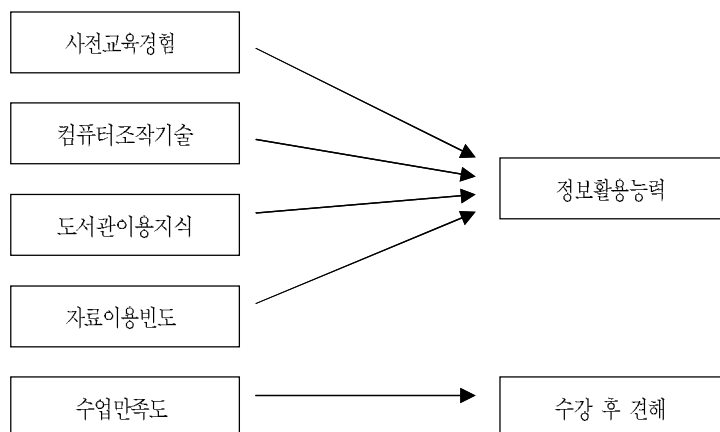 사전교육경험
컴퓨터조작기술
도서관이용지식
자료이용빈도
수업만족도
정보활용능력
수강 후 견해